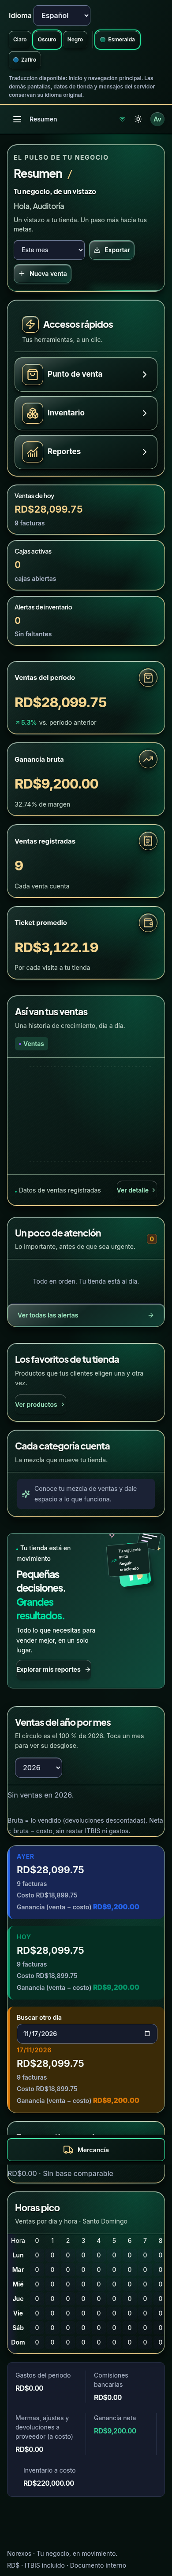 Idioma Español
Claro Oscuro Negro Esmeralda
Zafiro
Traducción disponible: Inicio y navegación principal. Las
demás pantallas, datos de tienda y mensajes del servidor
conservan su idioma original.
Resumen Av
EL PULSO DE TU NEGOCIO
Resumen /
Tu negocio, de un vistazo
Hola, Auditoría
Un vistazo a tu tienda. Un paso más hacia tus
metas.
Este mes Exportar
Nueva venta
Accesos rápidos
Tus herramientas, a un clic.
Punto de venta
Inventario
Reportes
Ventas de hoy
RD$28,099.75
9 facturas
Cajas activas
0
cajas abiertas
Alertas de inventario
0
Sin faltantes
Ventas del período
RD$28,099.75
↗ 5.3% vs. período anterior
Ganancia bruta
RD$9,200.00
32.74% de margen
Ventas registradas
9
Cada venta cuenta
Ticket promedio
RD$3,122.19
Por cada visita a tu tienda
Así van tus ventas
Una historia de crecimiento, día a día.
Ventas
Datos de ventas registradas Ver detalle
Un poco de atención 0
Lo importante, antes de que sea urgente.
Todo en orden. Tu tienda está al día.
Ver todas las alertas
Los favoritos de tu tienda
Productos que tus clientes eligen una y otra
vez.
Ver productos
Cada categoría cuenta
La mezcla que mueve tu tienda.
Conoce tu mezcla de ventas y dale
espacio a lo que funciona.
Tu tienda está en
movimiento
Pequeñas
decisiones.
Grandes
resultados.
Todo lo que necesitas para
vender mejor, en un solo
lugar.
Explorar mis reportes
Tu siguiente
meta
Seguir
creciendo
Ventas del año por mes
El círculo es el 100 % de 2026. Toca un mes
para ver su desglose.
2026
Sin ventas en 2026.
Bruta = lo vendido (devoluciones descontadas). Neta
= bruta − costo, sin restar ITBIS ni gastos.
AYER
RD$28,099.75
9 facturas
Costo RD$18,899.75
Ganancia (venta − costo) RD$9,200.00
HOY
RD$28,099.75
9 facturas
Costo RD$18,899.75
Ganancia (venta − costo) RD$9,200.00
Buscar otro día
11/17/2026
17/11/2026
RD$28,099.75
9 facturas
Costo RD$18,899.75
Ganancia (venta − costo) RD$9,200.00
Mercancía
RD$0.00 · Sin base comparable
Horas pico
Ventas por día y hora · Santo Domingo
Hora 0 1 2 3 4 5 6 7 8
Lun 0 0 0 0 0 0 0 0 0
Mar 0 0 0 0 0 0 0 0 0
Mié 0 0 0 0 0 0 0 0 0
Jue 0 0 0 0 0 0 0 0 0
Vie 0 0 0 0 0 0 0 0 0
Sáb 0 0 0 0 0 0 0 0 0
Dom 0 0 0 0 0 0 0 0 0
Gastos del período
RD$0.00
Comisiones
bancarias
RD$0.00
Mermas, ajustes y
devoluciones a
proveedor (a costo)
RD$0.00
Ganancia neta
RD$9,200.00
Inventario a costo
RD$220,000.00
Norexos · Tu negocio, en movimiento.
RD$ · ITBIS incluido · Documento interno